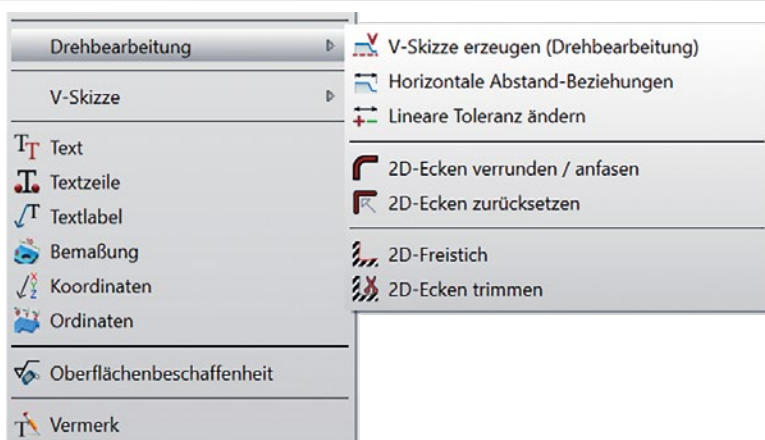 Drehbearbeitung
V-Skizze
Text
Textzeile
Textlabel
Bemaßung
Koordinaten
Ordinaten
Oberflächenbeschaffenheit
Vermerk
V-Skizze erzeugen (Drehbearbeitung)
Horizontale Abstand-Beziehungen
Lineare Toleranz ändern
2D-Ecken verrunden / anfasen
2D-Ecken zurücksetzen
2D-Freistich
2D-Ecken trimmen